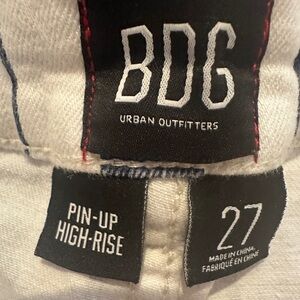 BDG
URBAN OUTFITTERS
PIN-UP
HIGH-RISE
27
MADE IN CHINA
FABRIQUÉ EN CHINE